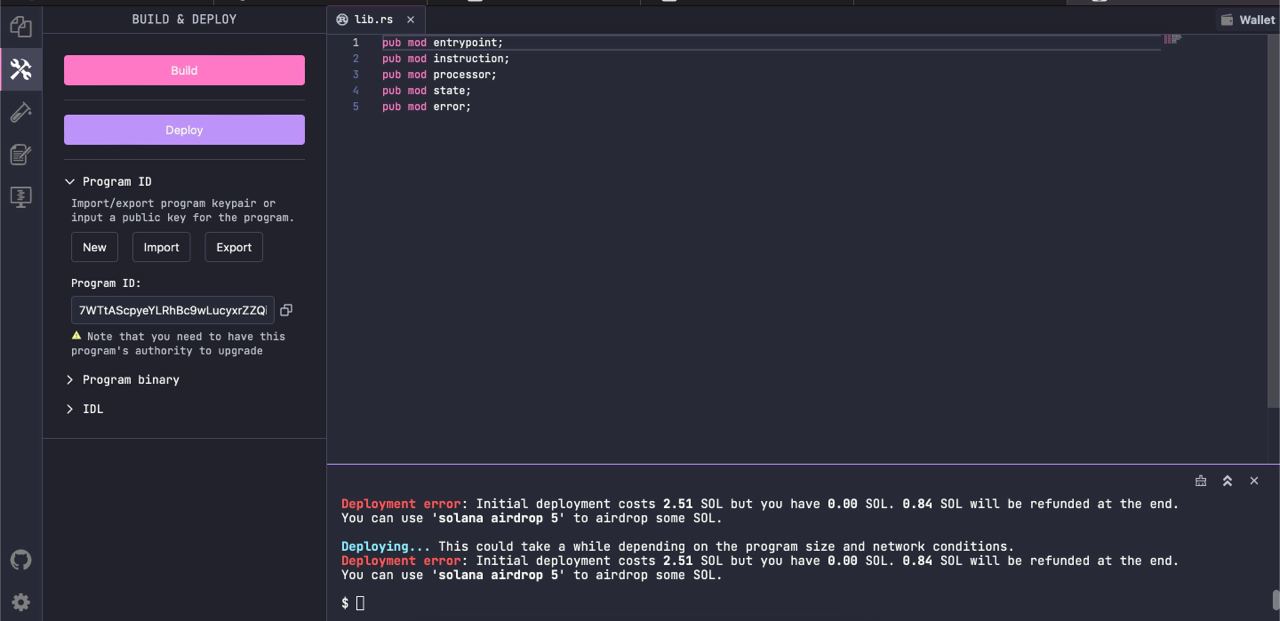 BUILD & DEPLOY
lib.rs
Wallet
Build
Deploy
Program ID
Import/export program keypair or
input a public key for the program.
New Import Export
Program ID:
7WTtAScpyeYLRhBc9wLucyxrZZQ
Note that you need to have this
program's authority to upgrade
Program binary
IDL
1 pub mod entrypoint;
2 pub mod instruction;
3 pub mod processor;
4 pub mod state;
5 pub mod error;
Deployment error: Initial deployment costs 2.51 SOL but you have 0.00 SOL. 0.84 SOL will be refunded at the end.
You can use 'solana airdrop 5' to airdrop some SOL.
Deploying... This could take a while depending on the program size and network conditions.
Deployment error: Initial deployment costs 2.51 SOL but you have 0.00 SOL. 0.84 SOL will be refunded at the end.
You can use 'solana airdrop 5' to airdrop some SOL.
$